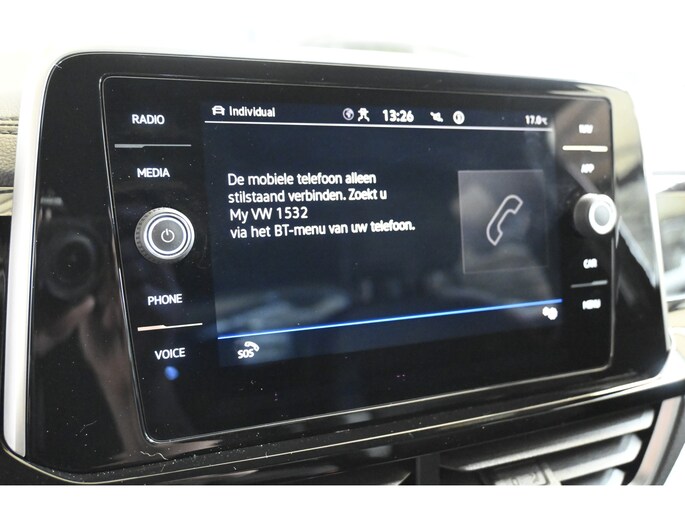 RADIO
MEDIA
PHONE
VOICE
Individual
13:26
17.0°C
De mobiele telefoon alleen
stilstaand verbinden. Zoekt u
My VW 1532
via het BT-menu van uw telefoon.
SOS
NAV
APP
CAR
MENU